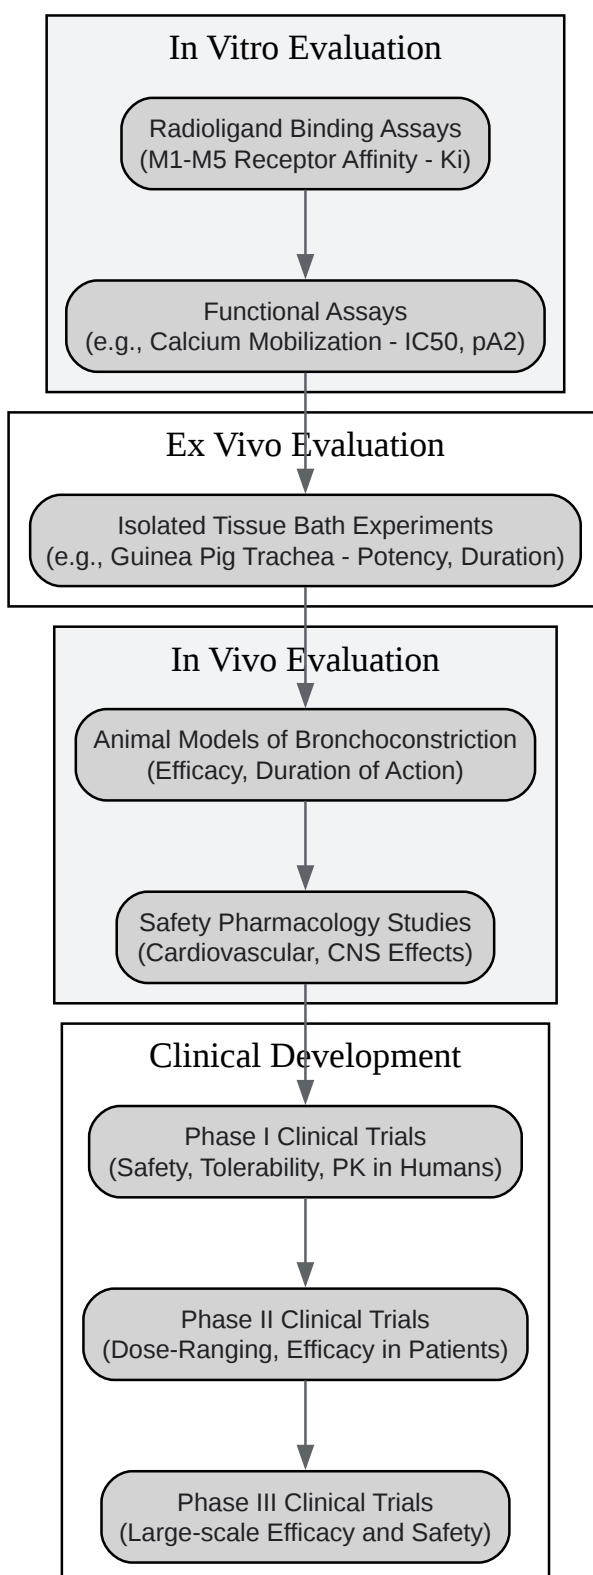 In Vitro Evaluation
Radioligand Binding Assays
(M1-M5 Receptor Affinity - Ki)
Functional Assays
(e.g., Calcium Mobilization - IC50, pA2)
Ex Vivo Evaluation
Isolated Tissue Bath Experiments
(e.g., Guinea Pig Trachea - Potency, Duration)
In Vivo Evaluation
Animal Models of Bronchoconstriction
(Efficacy, Duration of Action)
Safety Pharmacology Studies
(Cardiovascular, CNS Effects)
Clinical Development
Phase I Clinical Trials
(Safety, Tolerability, PK in Humans)
Phase II Clinical Trials
(Dose-Ranging, Efficacy in Patients)
Phase III Clinical Trials
(Large-scale Efficacy and Safety)